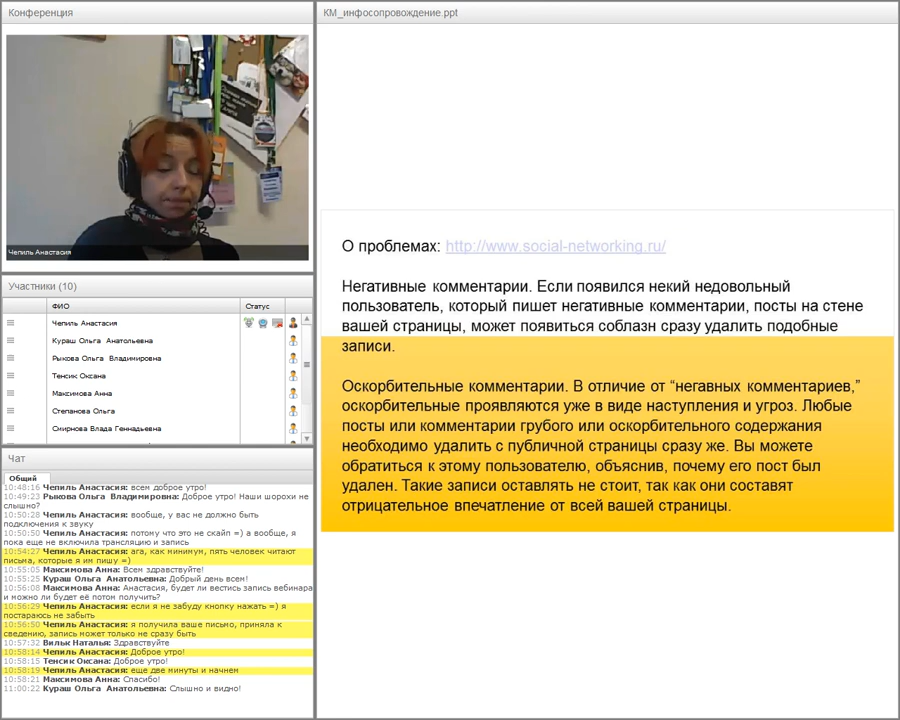 Конференция
Чепиль Анастасия
Участники (10)
ФИО
Статус
Чепиль Анастасия
Кураш Ольга Анатольевна
Рыкова Ольга Владимировна
Тенсик Оксана
Максимова Анна
Степанова Ольга
Смирнова Влада Геннадьевна
Чат
Общий
10:48:16 Чепиль Анастасия: всем доброе утро!
10:49:23 Рыкова Ольга Владимировна: Доброе утро! Наши шорохи не
слышно?
10:50:28 Чепиль Анастасия: вообще, у вас не должно быть
подключения к звуку
10:50:50 Чепиль Анастасия: потому что это не скайп =) а вообще, я
пока еще не включила трансляцию и запись
10:54:27 Чепиль Анастасия: ага, как минимум, пять человек читают
письма, которые я им пишу =)
10:55:05 Максимова Анна: Всем здравствуйте!
10:55:25 Кураш Ольга Анатольевна: Добрый день всем!
10:56:08 Максимова Анна: Анастасия, будет ли вестись запись вебинара
и можно ли будет её потом получить?
10:56:29 Чепиль Анастасия: если я не забуду кнопку нажать =) я
постараюсь не забыть
10:56:50 Чепиль Анастасия: я получила ваше письмо, приняла к
сведению, запись может только не сразу быть
10:57:32 Вильк Наталья: Здравствуйте
10:58:14 Чепиль Анастасия: Доброе утро!
10:58:15 Тенсик Оксана: Доброе утро!
10:58:19 Чепиль Анастасия: еще две минуты и начнем
10:58:21 Максимова Анна: Спасибо!
11:00:22 Кураш Ольга Анатольевна: Слышно и видно!
КМ_инфосопровождение.ppt
О проблемах: http://www.social-networking.ru/
Негативные комментарии. Если появился некий недовольный
пользователь, который пишет негативные комментарии, посты на стене
вашей страницы, может появиться соблазн сразу удалить подобные
записи.
Оскорбительные комментарии. В отличие от “негавных комментариев,”
оскорбительные проявляются уже в виде наступления и угроз. Любые
посты или комментарии грубого или оскорбительного содержания
необходимо удалить с публичной страницы сразу же. Вы можете
обратиться к этому пользователю, объяснив, почему его пост был
удален. Такие записи оставлять не стоит, так как они составят
отрицательное впечатление от всей вашей страницы.